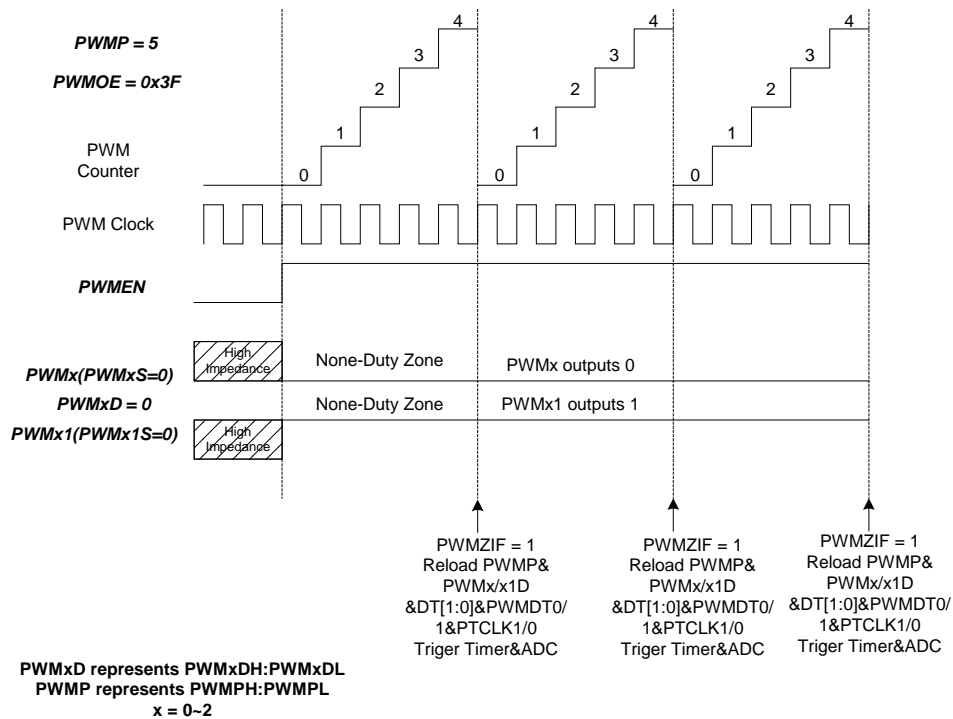 4 4 4
PWMP = 5
3 3 3
PWMOE = 0x3F
2 2 2
1 1 1
PWM
Counter
0 0 0
PWM Clock
PWMEN
High
Impedance
None-Duty Zone PWMx outputs 0
PWMx(PWMxS=0)
PWMxD = 0 None-Duty Zone PWMx1 outputs 1
PWMx1(PWMx1S=0)
High
Impedance
PWMZIF = 1
Reload PWMP&
PWMx/x1D
&DT[1:0]&PWMDT0/
1&PTCLK1/0
Triger Timer&ADC
PWMZIF = 1
Reload PWMP&
PWMx/x1D
&DT[1:0]&PWMDT0/
1&PTCLK1/0
Triger Timer&ADC
PWMZIF = 1
Reload PWMP&
PWMx/x1D
&DT[1:0]&PWMDT0/
1&PTCLK1/0
Triger Timer&ADC
PWMxD represents PWMxDH:PWMxDL
PWMP represents PWMPH:PWMPL
x = 0~2